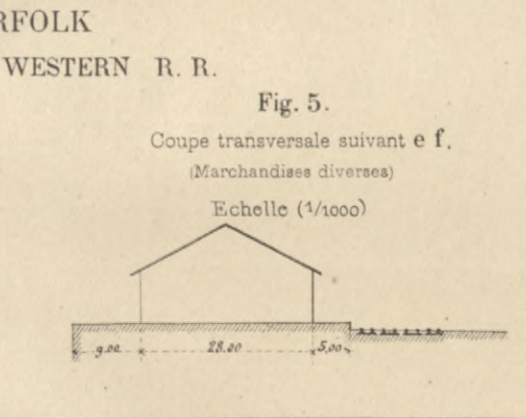 RFOLK
WESTERN R. R.
Fig. 5.
Coupe transversale suivant e f.
(Marchandises diverses)
Echelle (1/1000)
9.00 28.00 5,00